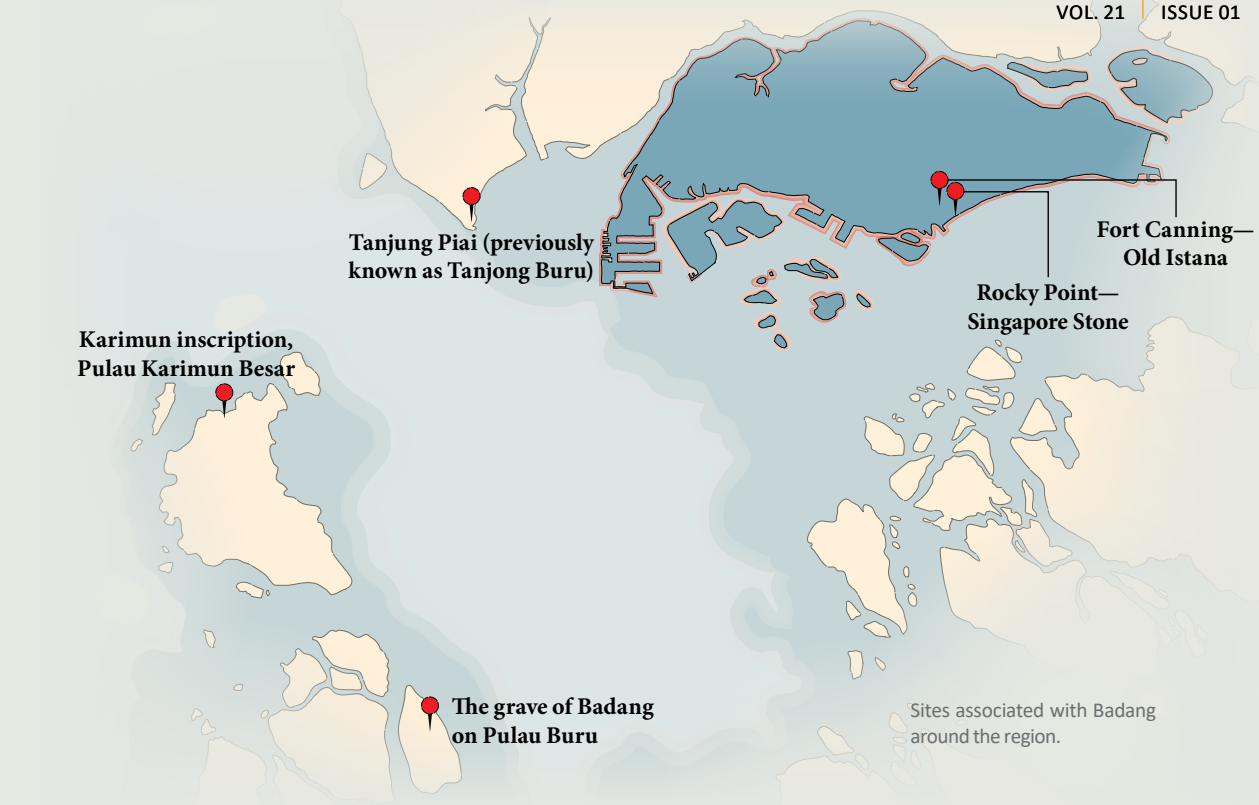 VOL. 21 | ISSUE 01
Tanjung Piai (previously
known as Tanjong Buru)
Fort Canning—
Old Istana
Rocky Point—
Singapore Stone
Karimun inscription,
Pulau Karimun Besar
The grave of Badang
on Pulau Buru
Sites associated with Badang
around the region.